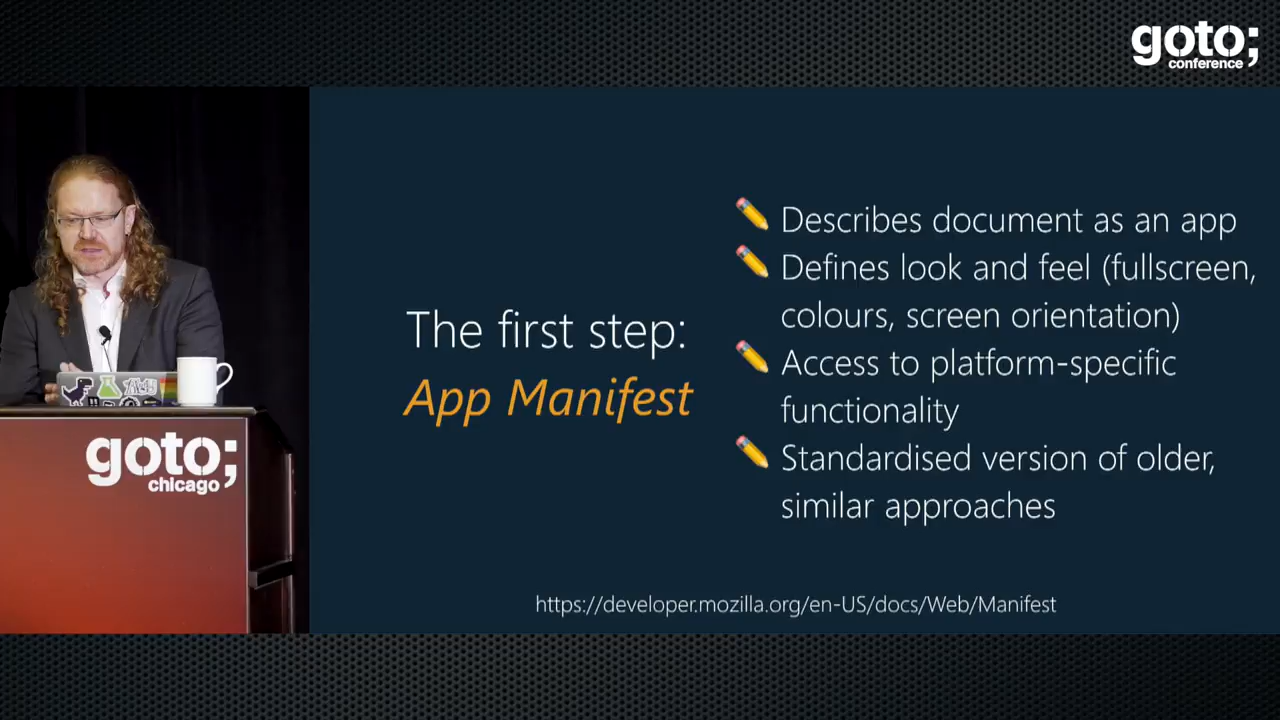 goto;
conference
Describes document as an app
Defines look and feel (fullscreen,
colours, screen orientation)
The first step:
App Manifest
Access to platform-specific
functionality
Standardised version of older,
similar approaches
goto;
chicago
https://developer.mozilla.org/en-US/docs/Web/Manifest